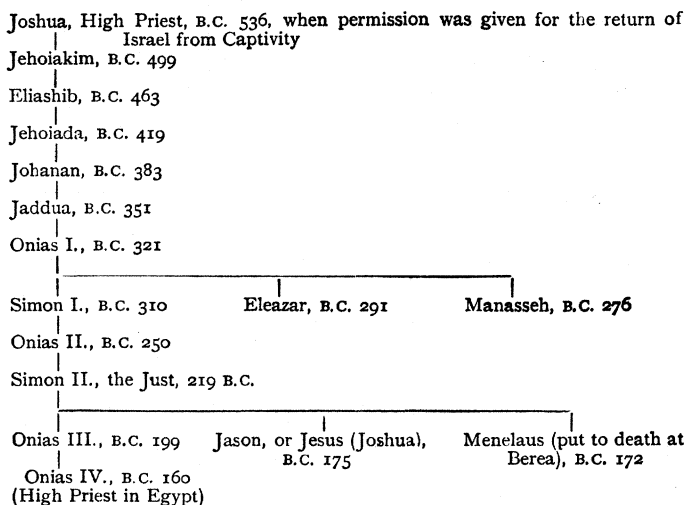 Joshua, High Priest, B.C. 536, when permission was given for the return of
Israel from Captivity
Jehoiakim, B.C. 499
Eliashib, B.C. 463
Jehoiada, B.C. 419
Johanan, B.C. 383
Jaddua, B.C. 351
Onias I., B.C. 321
Simon I., B.C. 310 Eleazar, B.C. 291 Manasseh, B.C. 276
Onias II., B.C. 250
Simon II., the Just, 219 B.C.
Onias III., B.C. 199 Jason, or Jesus (Joshua), Menelaus (put to death at
B.C. 175 Berea), B.C. 172
Onias IV., B.C. 160
(High Priest in Egypt)